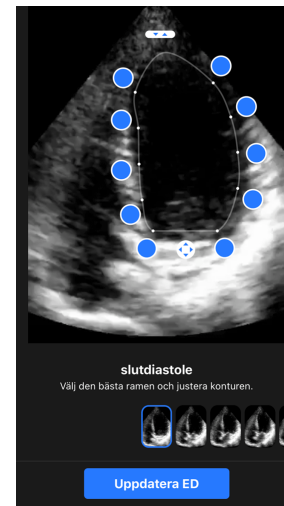 slutdiastole
Välj den bästa ramen och justera konturen.
Uppdatera ED